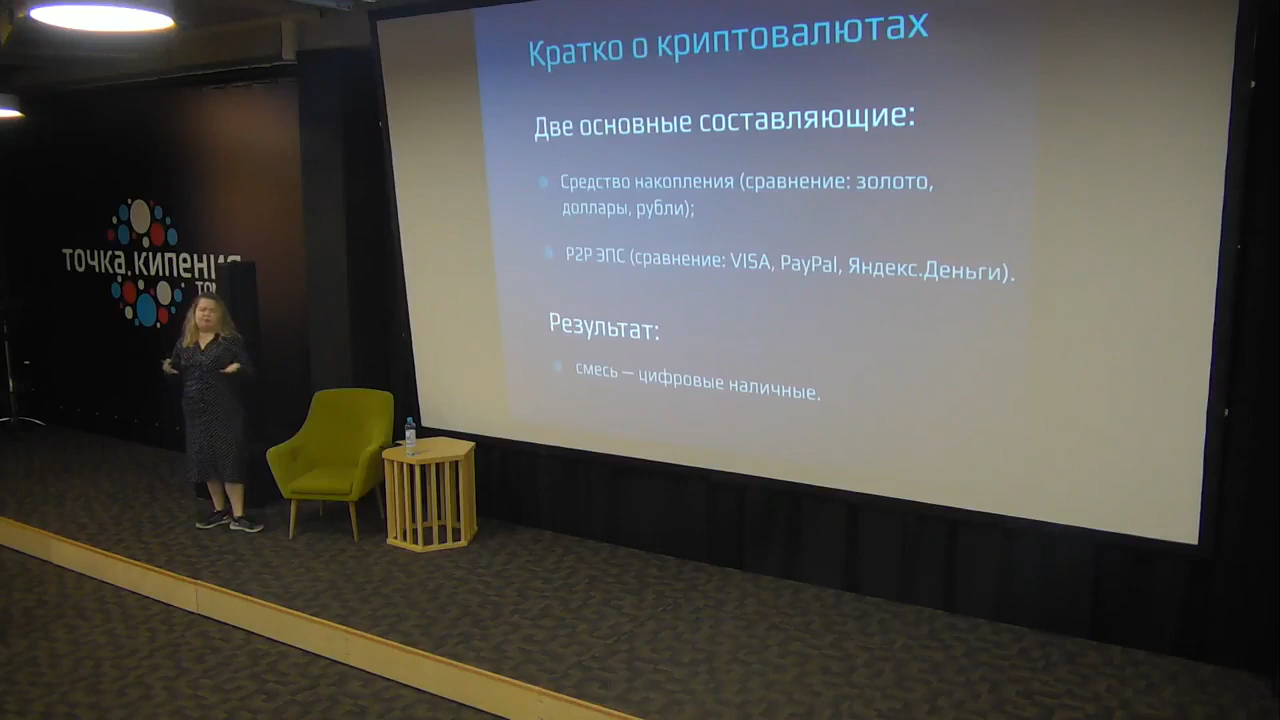 Кратко о криптовалютах
Две основные составляющие:
Средство накопления (сравнение: золото,
доллары, рубли);
P2P ЭПС (сравнение: VISA, PayPal, Яндекс.Деньги).
Результат:
смесь — цифровые наличные.
точка.кипения